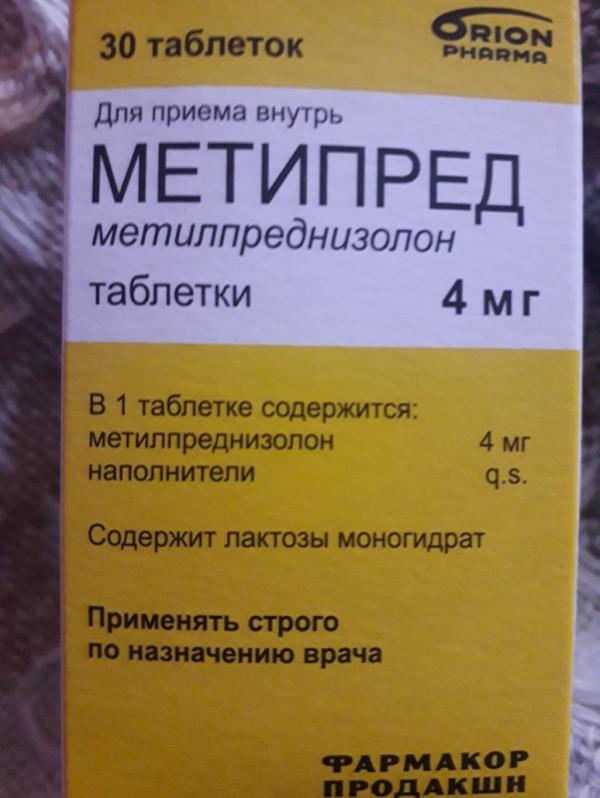 30 таблеток
ORION
PHARMA
Для приема внутрь
МЕТИПРЕД
метилпреднизолон
таблетки 4 мг
В 1 таблетке содержится:
метилпреднизолон 4 мг
наполнители q.s.
Содержит лактозы моногидрат
Применять строго
по назначению врача
ФАРМАКОР
ПРОДАКШН